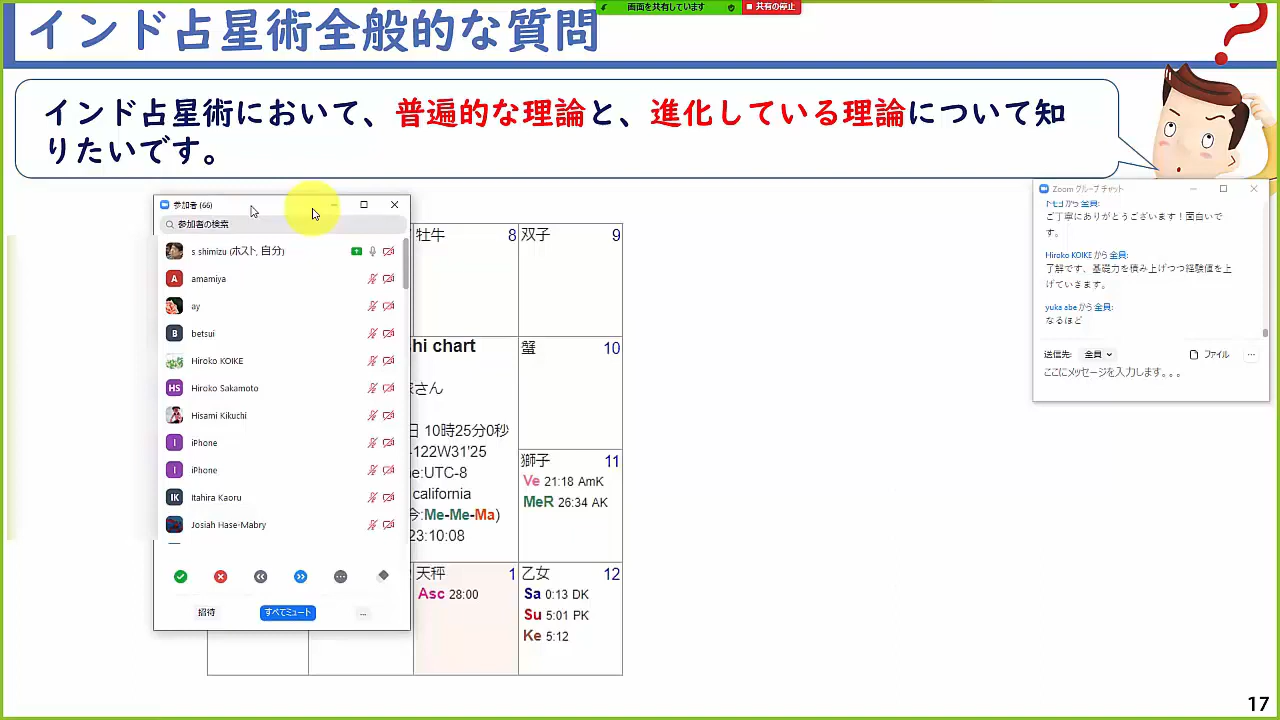 画面を共有しています
共有の停止
インド占星術全般的な質問
インド占星術において、普遍的な理論と、進化している理論について知
りたいです。
参加者 (66)
参加者の検索
s shimizu (ホスト, 自分)
amamiya
A
ay
betsui
B
Hiroko KOIKE
Hiroko Sakamoto
HS
Hisami Kikuchi
iPhone
I
iPhone
I
Itahira Kaoru
IK
Josiah Hase-Mabry
招待
すべてミュート
...
牡牛 8
双子 9
hi chart
蟹 10
さん
日 10時25分0秒
-122W31'25
e:UTC-8
california
今:Me-Me-Ma)
23:10:08
獅子 11
Ve 21:18 AmK
MeR 26:34 AK
天秤 1
Asc 28:00
乙女 12
Sa 0:13 DK
Su 5:01 PK
Ke 5:12
Zoom グループ チャット
トモコから 全員:
ご丁寧にありがとうございます！面白いで
す。
Hiroko KOIKE から 全員:
了解です、基礎力を積み上げつつ経験値を上
げていきます。
yuka abe から 全員:
なるほど
送信先: 全員
ファイル
...
ここにメッセージを入力します。。。
17